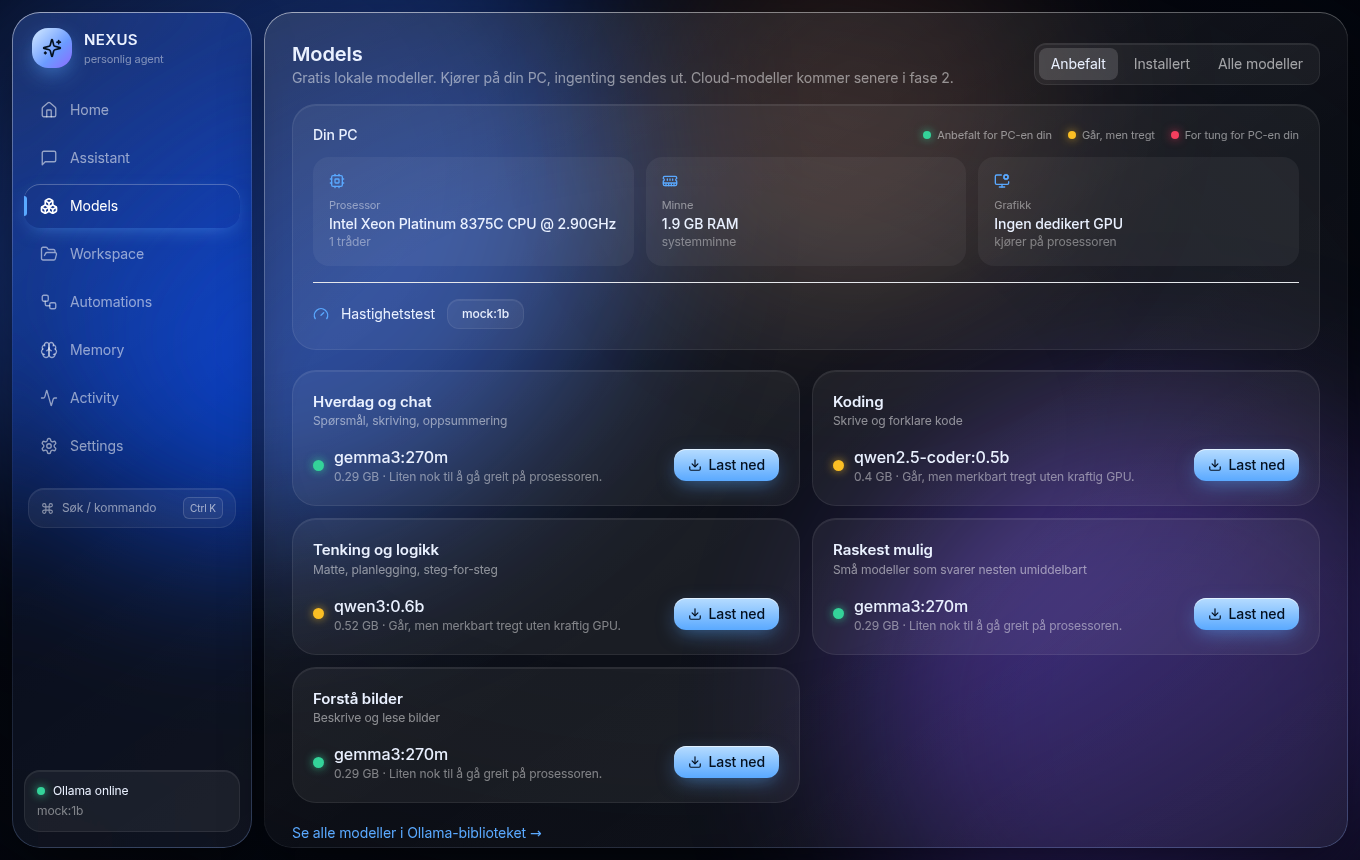 NEXUS
personlig agent
Home
Assistant
Models
Workspace
Automations
Memory
Activity
Settings
Søk / kommando
Ctrl K
Ollama online
mock:1b
Models
Gratis lokale modeller. Kjører på din PC, ingenting sendes ut. Cloud-modeller kommer senere i fase 2.
Anbefalt
Installert
Alle modeller
Din PC
Anbefalt for PC-en din
Går, men tregt
For tung for PC-en din
Prosessor
Intel Xeon Platinum 8375C CPU @ 2.90GHz
1 tråder
Minne
1.9 GB RAM
systemminne
Grafikk
Ingen dedikert GPU
kjører på prosessoren
Hastighetstest
mock:1b
Hverdag og chat
Spørsmål, skriving, oppsummering
gemma3:270m
0.29 GB · Liten nok til å gå greit på prosessoren.
Last ned
Koding
Skrive og forklare kode
qwen2.5-coder:0.5b
0.4 GB · Går, men merkbart tregt uten kraftig GPU.
Last ned
Tenking og logikk
Matte, planlegging, steg-for-steg
qwen3:0.6b
0.52 GB · Går, men merkbart tregt uten kraftig GPU.
Last ned
Raskest mulig
Små modeller som svarer nesten umiddelbart
gemma3:270m
0.29 GB · Liten nok til å gå greit på prosessoren.
Last ned
Forstå bilder
Beskrive og lese bilder
gemma3:270m
0.29 GB · Liten nok til å gå greit på prosessoren.
Last ned
Se alle modeller i Ollama-biblioteket →